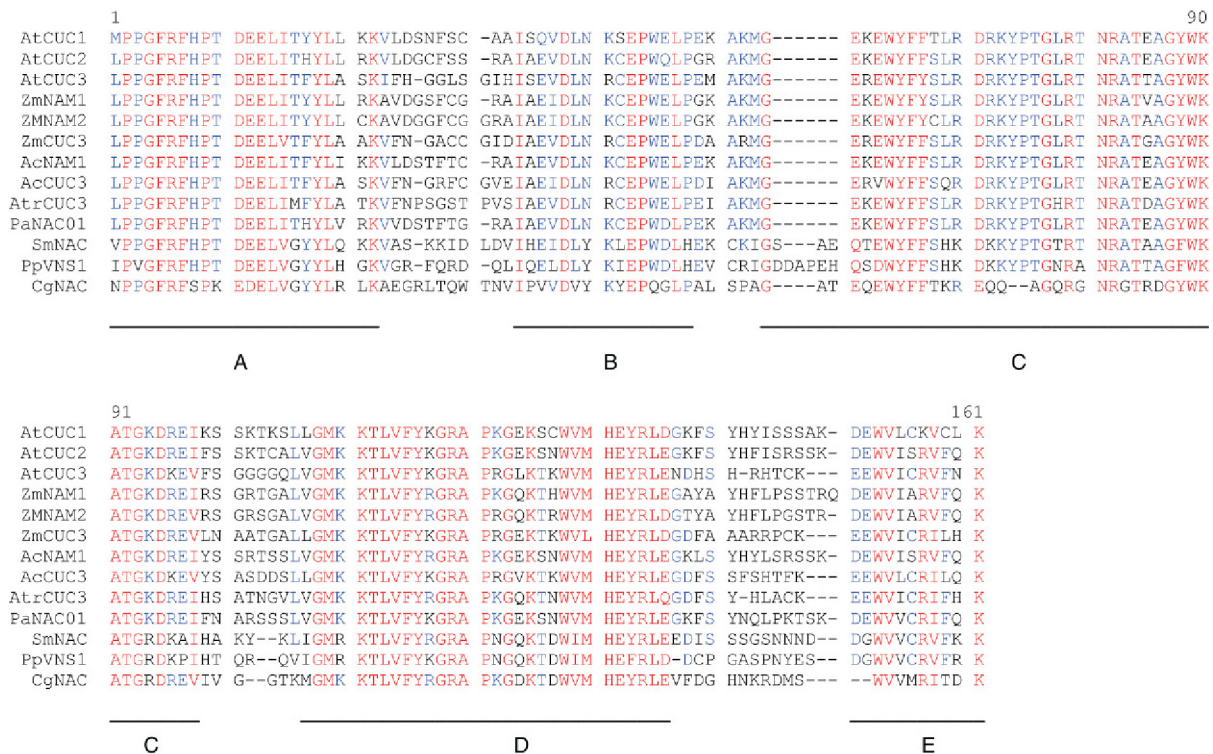 1 90
AtCUC1 MPPGFRFHPT DEELITYYLL KKVLDSNFSC -AAISQVDLN KSEPWELPEK AKMG------ EKEWYFFTLR DRKYPTGLRT NRATEAGYWK
AtCUC2 LPPGFRFHPT DEELITHYLL RKVLDGCFSS -RAIAEVDLN KCEPWQLPGR AKMG------ EKEWYFFSLR DRKYPTGLRT NRATEAGYWK
AtCUC3 LPPGFRFHPT DEELITFYLA SKIFH-GGLS GIHISEVDLN RCEPWELPEM AKMG------ EREWYFYSLR DRKYPTGLRT NRATTAGYWK
ZmNAM1 LPPGFRFHPT DEELITYYLL RKAVDGSFCG -RAIAEIDLN KCEPWELPGK AKMG------ EKEWYFYSLR DRKYPTGLRT NRATVAGYWK
ZMNAM2 LPPGFRFHPT DEELITYYLL CKAVDGGFCG GRAIAEIDLN KCEPWELPGK AKMG------ EKEWYFYCLR DRKYPTGLRT NRATAAGYWK
ZmCUC3 LPPGFRFHPT DEELVTYYLA AKVFN-GACC GIDIAEVDLN RCEPWELPDA ARMG------ EREWYFFSLR DRKYPTGLRT NRATGAGYWK
AcNAM1 LPPGFRFHPT DEELITFYLI KKVLDSTFTC -RAIAEVDLN KCEPWELPEK AKMG------ EKEWYFFSLR DRKYPTGLRT NRATEAGYWK
AcCUC3 LPPGFRFHPT DEELITFYLA SKVFN-GRFC GVEIAEIDLN RCEPWELPDI AKMG------ ERVWYFFSQR DRKYPTGLRT NRATGAGYWK
AtrCUC3 LPPGFRFHPT DEELIMFYLA TKVFNPSGST PVSIAEIDLN RCEPWELPEI AKMG------ EKEWYFFSLR DRKYPTGHRT NRATDAGYWK
PaNAC01 LPPGFRFHPT DEELITHYLV RKVVDSTFTG -RAIAEVDLN KCEPWDLPEK AKMG------ EKEWYFFSLR DRKYPTGLRT NRATEAGYWK
SmNAC VPPGFRFHPT DEELVGYYLQ KKVAS-KKID LDVIHEIDLY KLEPWDLHEK CKIGS---AE QTEWYFFSHK DKKYPTGTRT NRATAAGFWK
PpVNS1 IPVGFRFHPT DEELVGYYLH GKVGR-FQRD -QLIQELDLY KIEPWDLHEV CRIGDDAPEH QSDWYFFSHK DKKYPTGNRA NRATTAGFWK
CgNAC NPPGFRFSPK EDELVGYYLR LKAEGRLTQW TNVIPVVDVY KYEPQGLPAL SPAG----AT EQEWYFFTKR EQQ--AGQRG NRGTRDGYWK
A B C
91 161
AtCUC1 ATGKDREIKS SKTKSLLGMK KTLVFYKGRA PKGEKSCWVM HEYRLDGKFS YHYISSSAK- DEWVLCKVCL K
AtCUC2 ATGKDREIFS SKTCALVGMK KTLVFYKGRA PKGEKSNWVM HEYRLEGKFS YHFISRSSK- DEWVISRVFQ K
AtCUC3 ATGKDKEVFS SGGGQLVGMK KTLVFYKGRA PRGLKTKWVM HEYRLENDHS H-RHTCK--- EEWVICRVFN K
ZmNAM1 ATGKDREIRS GRTGALVGMK KTLVFYRGRA PKGQKTHWVM HEYRLEGAYA YHFLPSSTRQ DEWVIARVFQ K
ZMNAM2 ATGKDREVRS GRSGALVGMK KTLVFYRGRA PRGQKTRWVM HEYRLDGTYA YHFLPGSTR- DEWVIARVFQ K
ZmCUC3 ATGKDREVLN AATGALLGMK KTLVFYKGRA PRGEKTKWVL HEYRLDGDFA AARRPCK--- EEWVICRILH K
AcNAM1 ATGKDREIYS SRTSSLVGMK KTLVFYRGRA PKGEKSNWVM HEYRLEGKLS YHYLSRSSK- DEWVISRVFQ K
AcCUC3 ATGKDKEVYS ASDDSLLGMK KTLVFYRGRA PRGVKTKWVM HEYRLEGDFS SFSHTFK--- EEWVLCRILQ K
AtrCUC3 ATGKDREIHS ATNGVLVGMK KTLVFYKGRA PKGQKTNWVM HEYRLQGDFS Y-HLACK--- EEWVICRIFH K
PaNAC01 ATGKDREIFN ARSSSLVGMK KTLVFYKGRA PKGEKSNWVM HEYRLEGKFS YNQLPKTSK- DEWVICRVFQ K
SmNAC ATGRDKAIHA KY--KLIGMR KTLVFYRGRA PNGQKTDWIM HEYRLEEDIS SSGSNNND-- DGWVVCRVFK K
PpVNS1 ATGRDKPIHT QR--QVIGMR KTLVFYKGRA PNGQKTDWIM HEFRLD-DCPG GASPNYES-- DGWVVCRVFR K
CgNAC ATGRDREVIV G--GTKMGMK KTLVFYRGRA PKGDKTDWVM HEYRLEVFDG HNKRDMS--- --WVVMRITD K
C D E